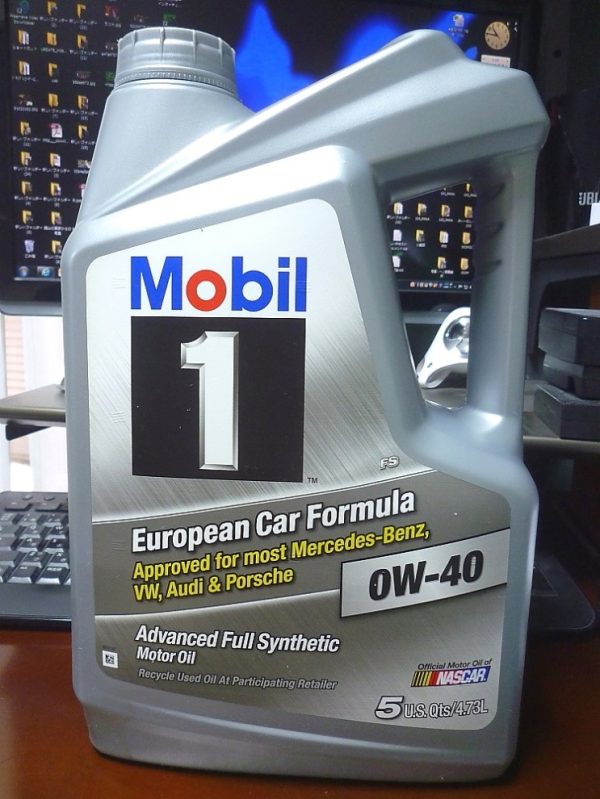 Mobil
1
TM
FS
European Car Formula
Approved for most Mercedes-Benz,
VW, Audi & Porsche
0W-40
Advanced Full Synthetic
Motor Oil
Recycle Used Oil At Participating Retailer
Official Motor Oil of
NASCAR
5 U.S. Qts/4.73L
JBL